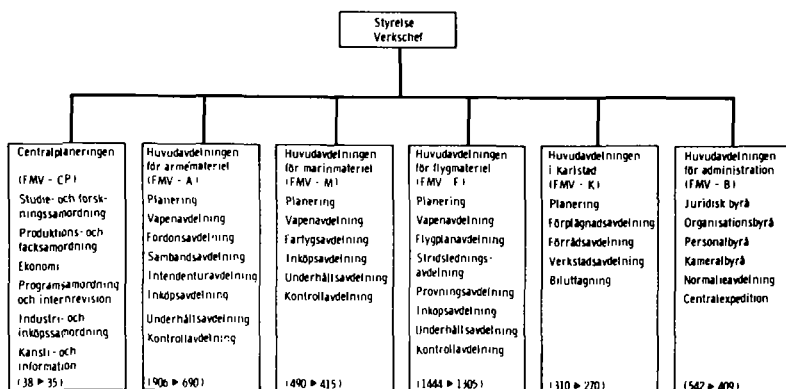 Styrelse
Verkschef
Centralplaneringen
(FMV - CP)
Studie- och forsk-
ningssamordning
Produktions- och
facksamordning
Ekonomi
Programsamordning
och internrevision
Industri- och
inköpssamordning
Kansli- och
information
(38 ▶ 35)
Huvudavdelningen
för armémateriel
(FMV - A)
Planering
Vapenavdelning
Fordonsavdelning
Sambandsavdelning
Intendenturavdelning
Inköpsavdelning
Underhållsavdelning
Kontrollavdelning
(906 ▶ 690)
Huvudavdelningen
för marinmateriel
(FMV - M)
Planering
Vapenavdelning
Fartygsavdelning
Inköpsavdelning
Underhållsavdelning
Kontrollavdelning
(490 ▶ 415)
Huvudavdelningen
för flygmateriel
(FMV - F)
Planering
Vapenavdelning
Flygplanavdelning
Stridslednings-
avdelning
Provningsavdelning
Inköpsavdelning
Underhållsavdelning
Kontrollavdelning
(1444 ▶ 1305)
Huvudavdelningen
i Karlstad
(FMV - K)
Planering
Förplägnadsavdelning
Förrådsavdelning
Verkstadsavdelning
Biluttagning
(310 ▶ 270)
Huvudavdelningen
för administration
(FMV - B)
Juridisk byrå
Organisationsbyrå
Personalbyrå
Kameralbyrå
Normalieavdelning
Centralexpedition
(542 ▶ 409)